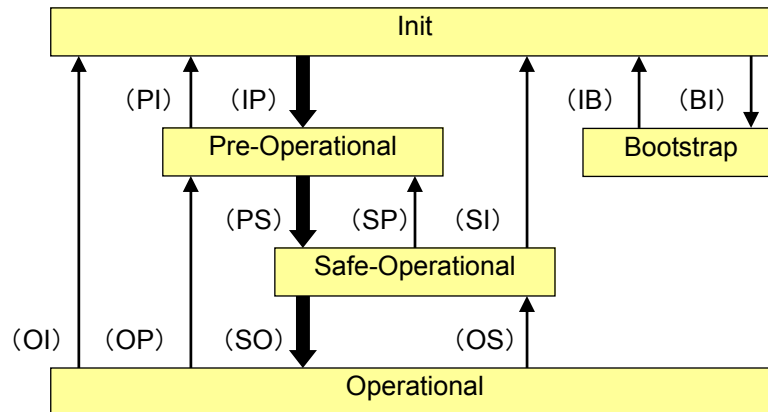 Init
（PI） （IP） （IB） （BI）
Pre-Operational Bootstrap
（PS） （SP） （SI）
Safe-Operational
（OI） （OP） （SO） （OS）
Operational